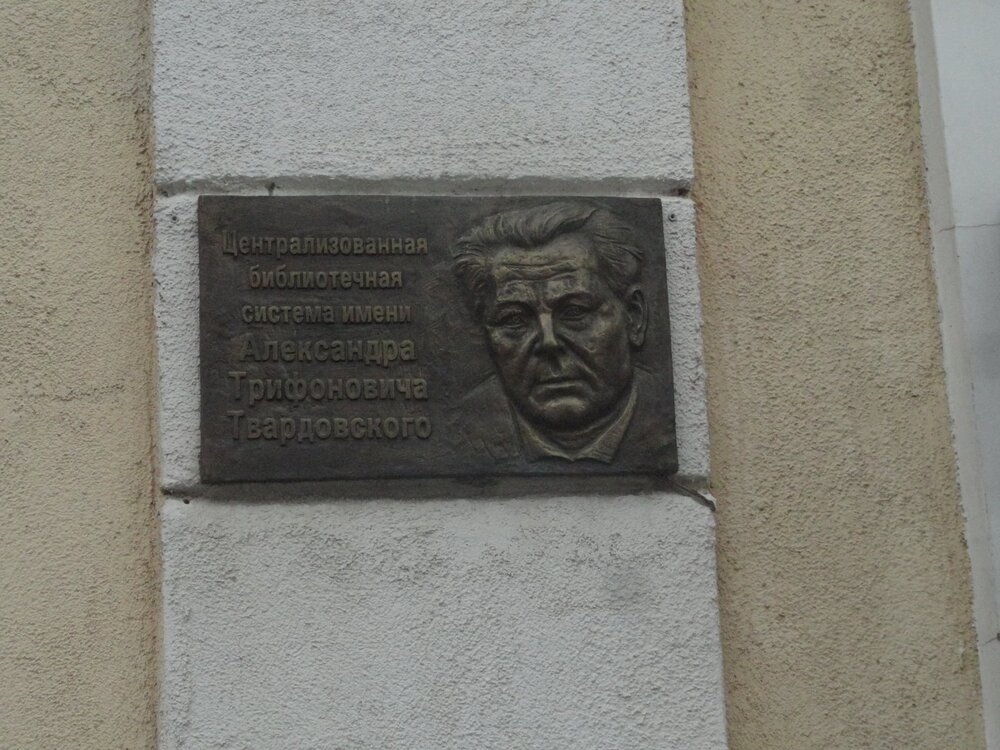 Централизованная
библиотечная
система имени
Александра
Трифоновича
Твардовского